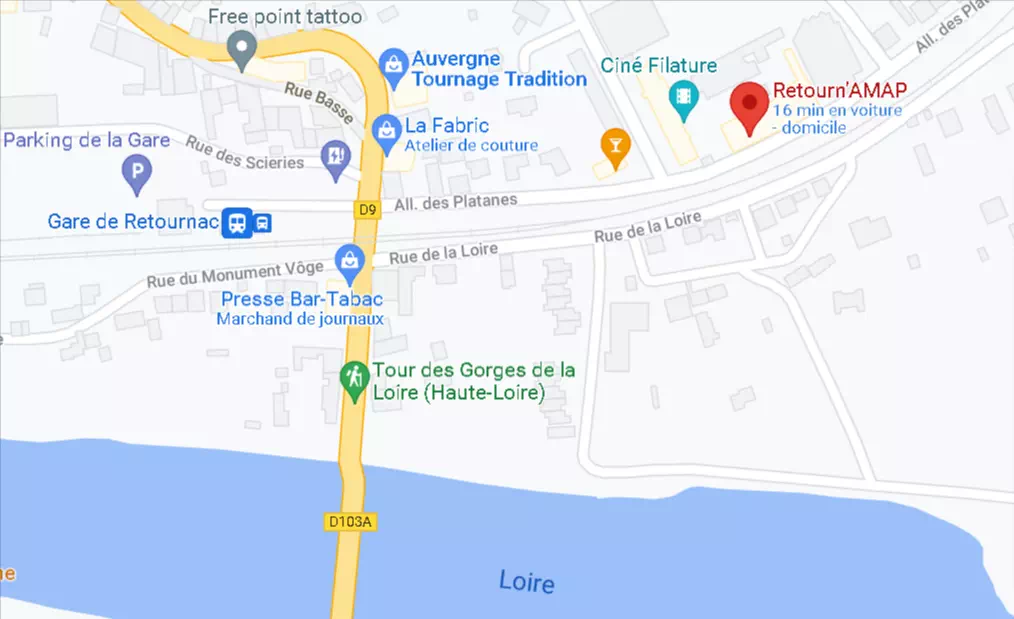 Free point tattoo
All. des Platanes
Auvergne
Tournage Tradition
Ciné Filature
Rue Basse
Retourn'AMAP
16 min en voiture
- domicile
La Fabric
Atelier de couture
Parking de la Gare
Rue des Scieries
P
All. des Platanes
D9
Gare de Retournac
Rue de la Loire
Rue de la Loire
Rue du Monument Vôge
Presse Bar-Tabac
Marchand de journaux
Tour des Gorges de la
Loire (Haute-Loire)
D103A
Loire